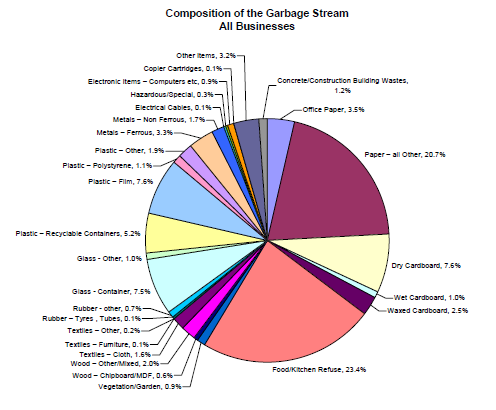 Composition of the Garbage Stream
All Businesses
Other Items, 3.2%
Copier Cartridges, 0.1%
Electronic Items – Computers etc, 0.9%
Hazardous/Special, 0.3%
Electrical Cables, 0.1%
Metals – Non Ferrous, 1.7%
Metals – Ferrous, 3.3%
Plastic – Other, 1.9%
Plastic – Polystyrene, 1.1%
Plastic – Film, 7.6%
Plastic – Recyclable Containers, 5.2%
Glass - Other, 1.0%
Glass - Container, 7.5%
Rubber - other, 0.7%
Rubber – Tyres , Tubes, 0.1%
Textiles – Other, 0.2%
Textiles – Furniture, 0.1%
Textiles – Cloth, 1.6%
Wood – Other/Mixed, 2.0%
Wood – Chipboard/MDF, 0.6%
Vegetation/Garden, 0.9%
Concrete/Construction Building Wastes,
1.2%
Office Paper, 3.5%
Paper – all Other, 20.7%
Dry Cardboard, 7.6%
Wet Cardboard, 1.0%
Waxed Cardboard, 2.5%
Food/Kitchen Refuse, 23.4%